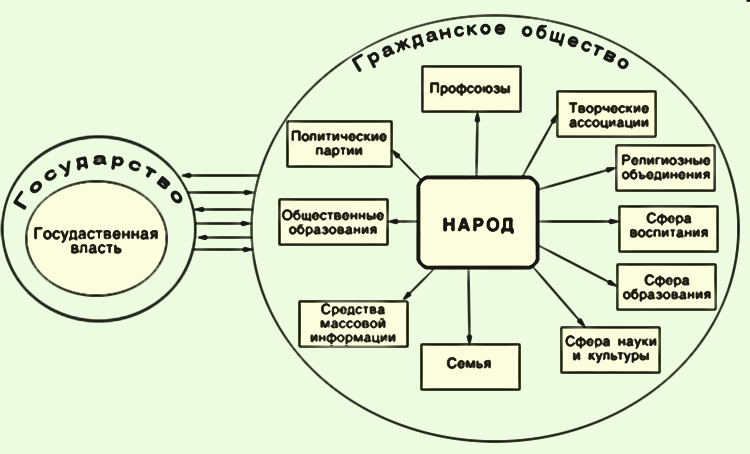 Гражданское общество
Профсоюзы
Творческие
ассоциации
Политические
партии
Религиозные
объединения
Государство
Госудаственная
власть
Общественные
образования
НАРОД
Сфера
воспитания
Сфера
образования
Средства
массовой
информации
Семья
Сфера науки
и культуры